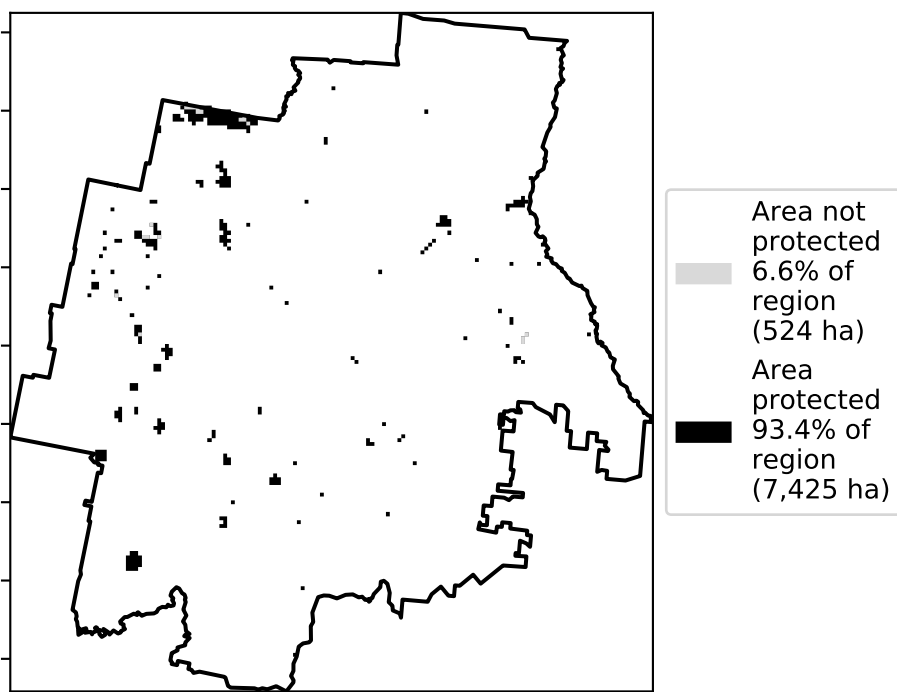 Area not
protected
6.6% of
region
(524 ha)
Area
protected
93.4% of
region
(7,425 ha)